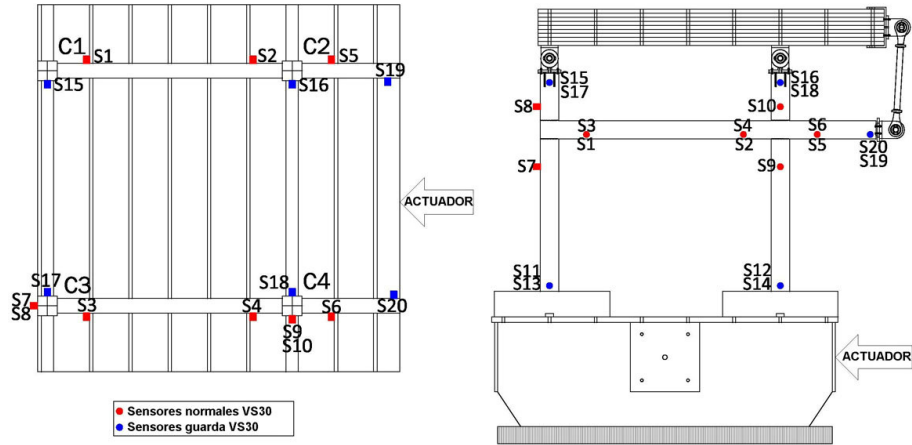 C1
S1
S2
C2
S5
S15
S16
S19
ACTUADOR
S17
C3
S18
C4
S7
S8
S3
S4
S9
S10
S6
S20
Sensores normales VS30
Sensores guarda VS30
S15
S17
S16
S18
S8
S10
S3
S1
S4
S2
S6
S5
S20
S19
S7
S9
S11
S13
S12
S14
ACTUADOR